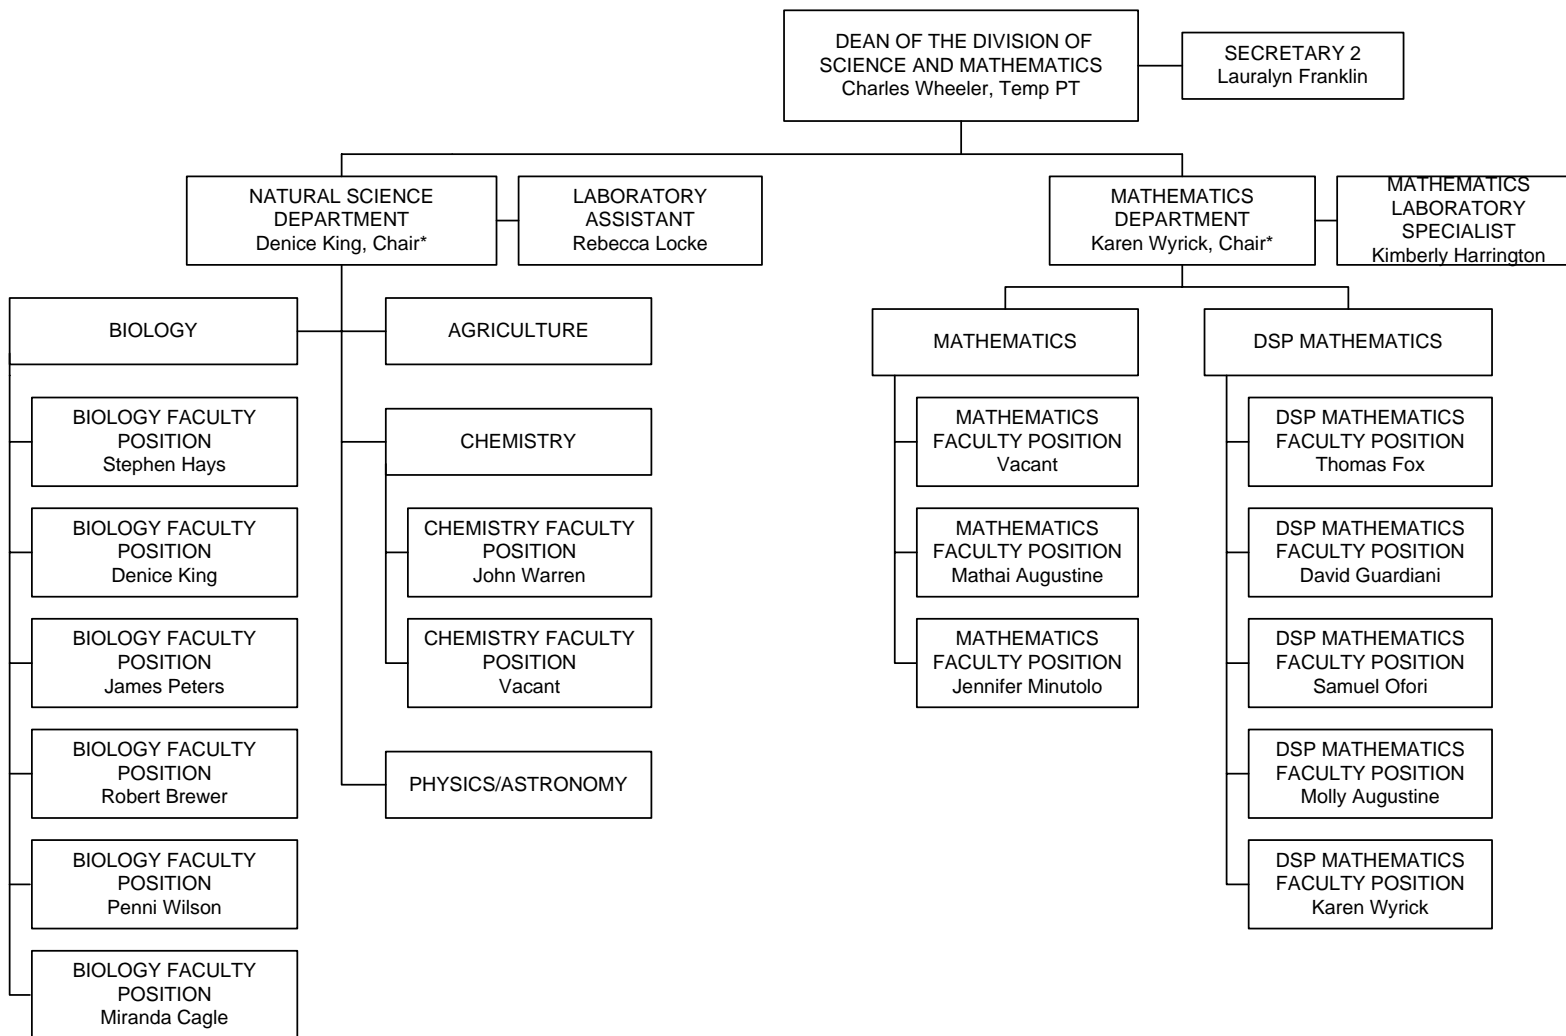 DEAN OF THE DIVISION OF
SCIENCE AND MATHEMATICS
Charles Wheeler, Temp PT
SECRETARY 2
Lauralyn Franklin
NATURAL SCIENCE
DEPARTMENT
Denice King, Chair*
LABORATORY
ASSISTANT
Rebecca Locke
MATHEMATICS
DEPARTMENT
Karen Wyrick, Chair*
MATHEMATICS
LABORATORY
SPECIALIST
Kimberly Harrington
BIOLOGY
BIOLOGY FACULTY
POSITION
Stephen Hays
BIOLOGY FACULTY
POSITION
Denice King
BIOLOGY FACULTY
POSITION
James Peters
BIOLOGY FACULTY
POSITION
Robert Brewer
BIOLOGY FACULTY
POSITION
Penni Wilson
BIOLOGY FACULTY
POSITION
Miranda Cagle
AGRICULTURE
CHEMISTRY
CHEMISTRY FACULTY
POSITION
John Warren
CHEMISTRY FACULTY
POSITION
Vacant
PHYSICS/ASTRONOMY
MATHEMATICS
MATHEMATICS
FACULTY POSITION
Vacant
MATHEMATICS
FACULTY POSITION
Mathai Augustine
MATHEMATICS
FACULTY POSITION
Jennifer Minutolo
DSP MATHEMATICS
DSP MATHEMATICS
FACULTY POSITION
Thomas Fox
DSP MATHEMATICS
FACULTY POSITION
David Guardiani
DSP MATHEMATICS
FACULTY POSITION
Samuel Ofori
DSP MATHEMATICS
FACULTY POSITION
Molly Augustine
DSP MATHEMATICS
FACULTY POSITION
Karen Wyrick